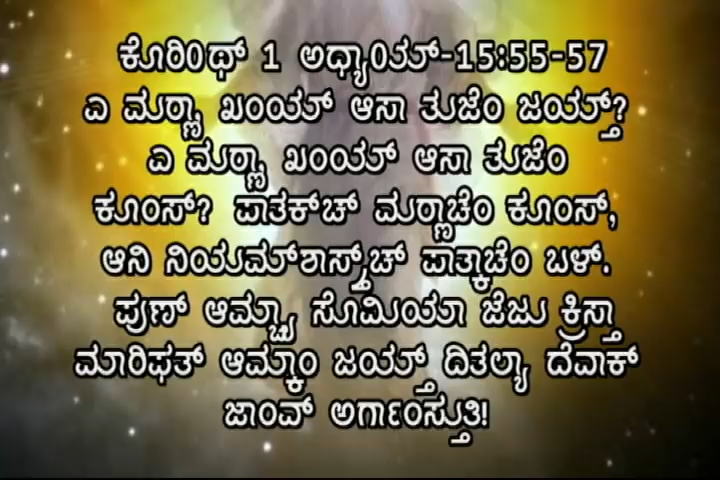 ಕೊರಿಂಥ್ 1 ಅಧ್ಯಾಯ್-15:55-57
ಎ ಮರ್‍ಣಾ ಖಂಯ್ ಆಸಾ ತುಜೆಂ ಜಯ್ತ್?
ಎ ಮರ್‍ಣಾ ಖಂಯ್ ಆಸಾ ತುಜೆಂ
ಕೂಂಸ್? ಪಾತಕ್‌ಚ್ ಮರ್‍ಣಾಚೆಂ ಕೂಂಸ್,
ಆನಿ ನಿಯಮ್‌ಶಾಸ್ತ್ರ್‌ಚ್ ಪಾತ್ಕಾಚೆಂ ಬಳ್.
ಪುಣ್ ಆಮ್ಚ್ಯಾ ಸೊಮಿಯಾ ಜೆಜು ಕ್ರಿಸ್ತಾ
ಮಾರಿಫತ್ ಆಮ್ಕಾಂ ಜಯ್ತ್ ದಿತಲ್ಯಾ ದೆವಾಕ್
ಜಾಂವ್ ಅರ್ಗಾಂಸ್ತುತಿ!